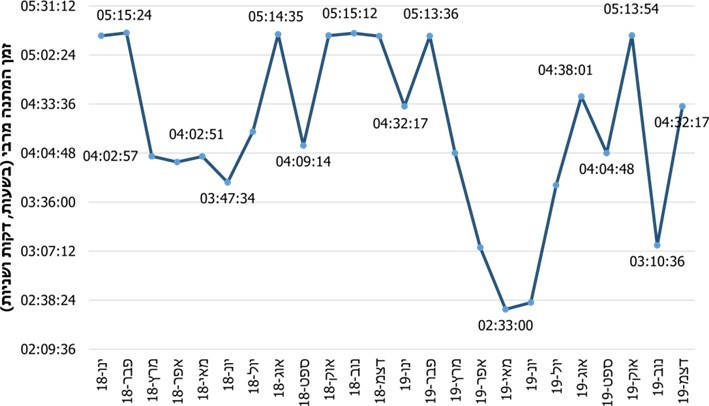 זמן המתנה מרבי (בשעות, דקות ושניות)
05:31:12
05:02:24
04:33:36
04:04:48
03:36:00
03:07:12
02:38:24
02:09:36
05:15:24
04:02:57
04:02:51
03:47:34
05:14:35
04:09:14
05:15:12
04:32:17
05:13:36
02:33:00
04:38:01
04:04:48
05:13:54
03:10:36
04:32:17
ינו-18
פבר-18
מרץ-18
אפר-18
מאי-18
יונ-18
יול-18
אוג-18
ספט-18
אוק-18
נוב-18
דצמ-18
ינו-19
פבר-19
מרץ-19
אפר-19
מאי-19
יונ-19
יול-19
אוג-19
ספט-19
אוק-19
נוב-19
דצמ-19